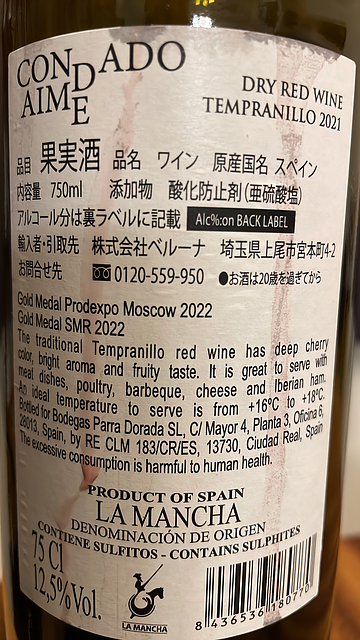 CONDADO
AIME
DE
DRY RED WINE
TEMPRANILLO 2021
品目 果実酒 品名 ワイン 原産国名 スペイン
内容量 750ml 添加物 酸化防止剤(亜硫酸塩)
アルコール分は裏ラベルに記載 Alc%:on BACK LABEL
輸入者・引取先 株式会社ベルーナ 埼玉県上尾市宮本町4-2
お問合せ先 0120-559-950 ●お酒は20歳を過ぎてから
Gold Medal Prodexpo Moscow 2022
Gold Medal SMR 2022
The traditional Tempranillo red wine has deep cherry
color, bright aroma and fruity taste. It is great to serve with
meat dishes, poultry, barbeque, cheese and Iberian ham.
An ideal temperature to serve is from +16°C to +18°C.
Bottled for Bodegas Parra Dorada SL, C/ Mayor 4, Planta 3, Oficina 6,
28013, Spain, by RE CLM 183/CR/ES, 13730, Ciudad Real, Spain
The excessive consumption is harmful to human health.
PRODUCT OF SPAIN
LA MANCHA
DENOMINACIÓN DE ORIGEN
CONTIENE SULFITOS - CONTAINS SULPHITES
75 Cl
12,5%Vol.
LA MANCHA